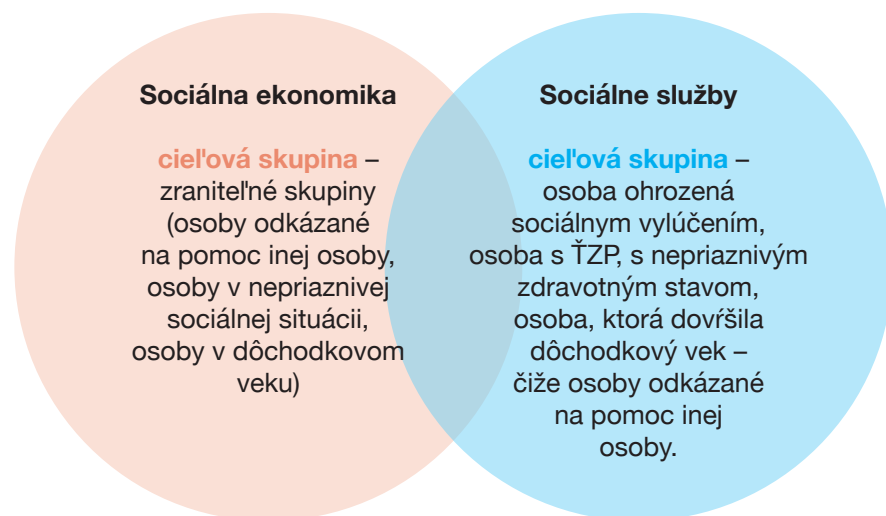 Sociálna ekonomika
cieľová skupina –
zraniteľné skupiny
(osoby odkázané
na pomoc inej osoby,
osoby v nepriaznivej
sociálnej situácii,
osoby v dôchodkovom
veku)
Sociálne služby
cieľová skupina –
osoba ohrozená
sociálnym vylúčením,
osoba s ŤZP, s nepriaznivým
zdravotným stavom,
osoba, ktorá dovŕšila
dôchodkový vek –
čiže osoby odkázané
na pomoc inej
osoby.